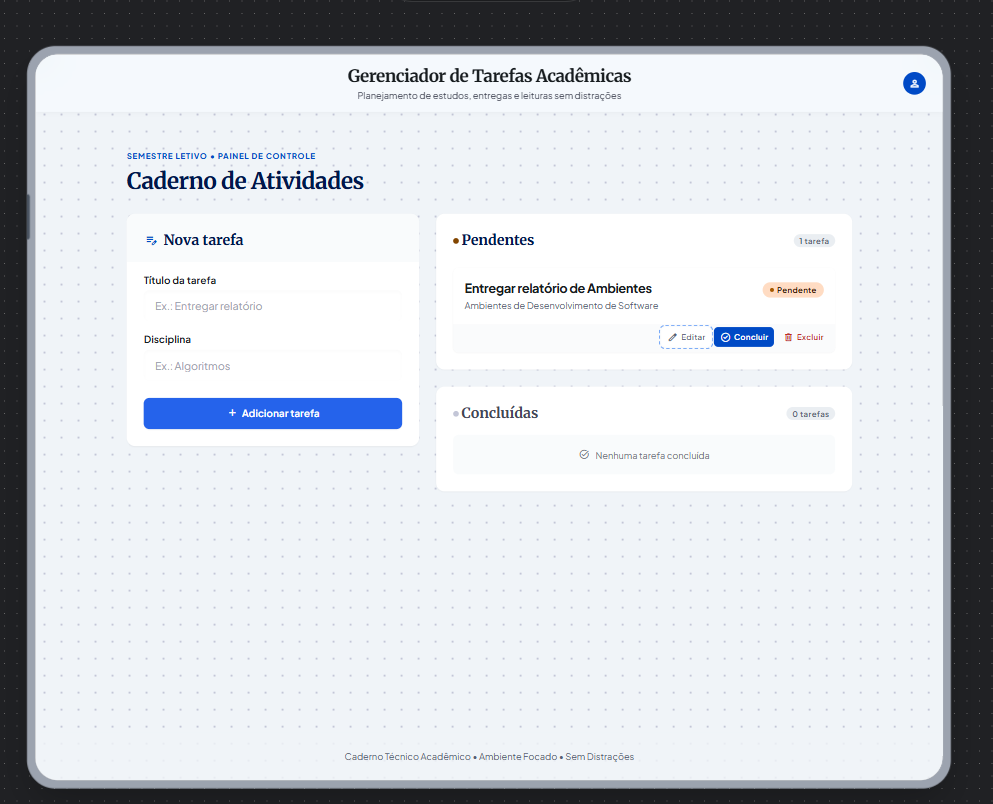 Gerenciador de Tarefas Acadêmicas
Planejamento de estudos, entregas e leituras sem distrações
SEMESTRE LETIVO • PAINEL DE CONTROLE
Caderno de Atividades
Nova tarefa
Título da tarefa
Ex.: Entregar relatório
Disciplina
Ex.: Algoritmos
+ Adicionar tarefa
Pendentes
1 tarefa
Entregar relatório de Ambientes
Pendente
Ambientes de Desenvolvimento de Software
Editar
Concluir
Excluir
Concluídas
0 tarefas
Nenhuma tarefa concluída
Caderno Técnico Acadêmico • Ambiente Focado • Sem Distrações